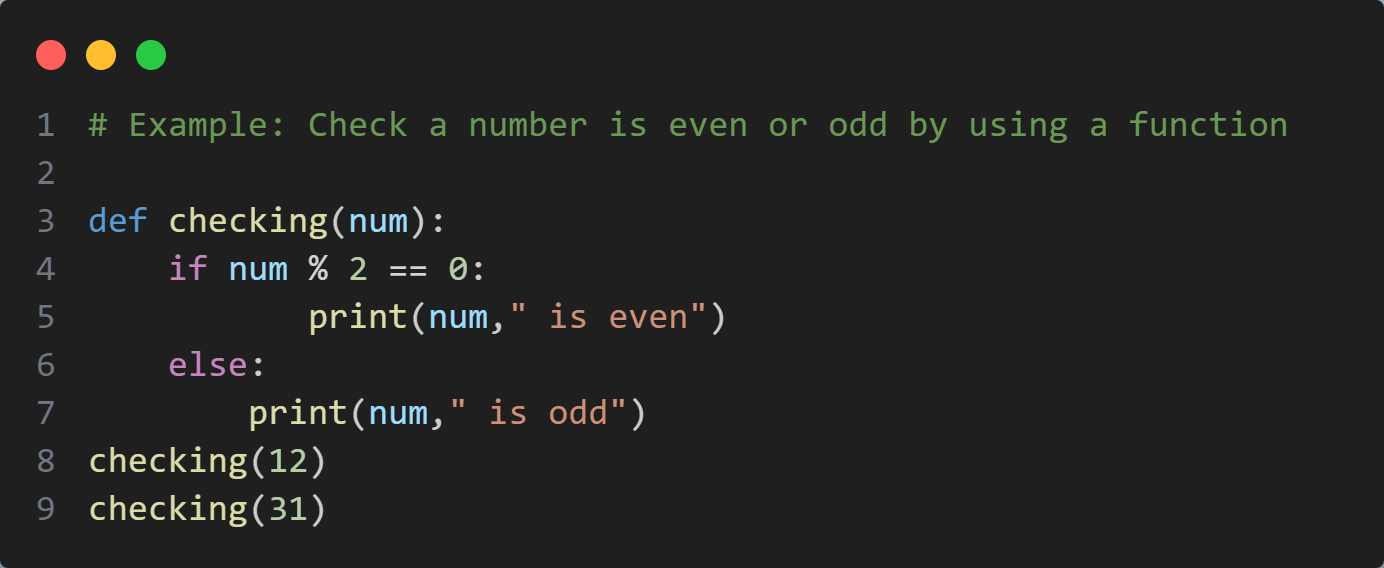 1 # Example: Check a number is even or odd by using a function
2
3 def checking(num):
4     if num % 2 == 0:
5            print(num," is even")
6     else:
7         print(num," is odd")
8 checking(12)
9 checking(31)